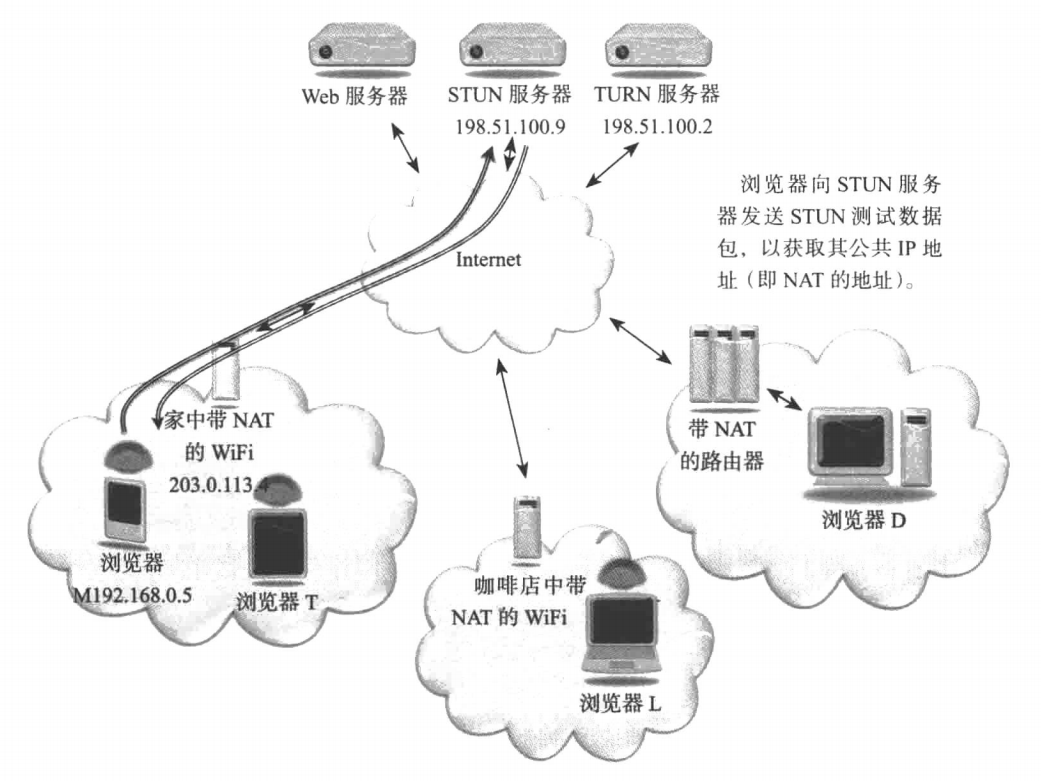 Web 服务器
STUN 服务器
TURN 服务器
198.51.100.9
198.51.100.2
浏览器向 STUN 服务
器发送 STUN 测试数据
包，以获取其公共 IP 地
址（即 NAT 的地址）。
Internet
家中带 NAT
的 WiFi
203.0.113.4
浏览器
M192.168.0.5
浏览器 T
咖啡店中带
NAT 的 WiFi
浏览器 L
带 NAT
的路由器
浏览器 D